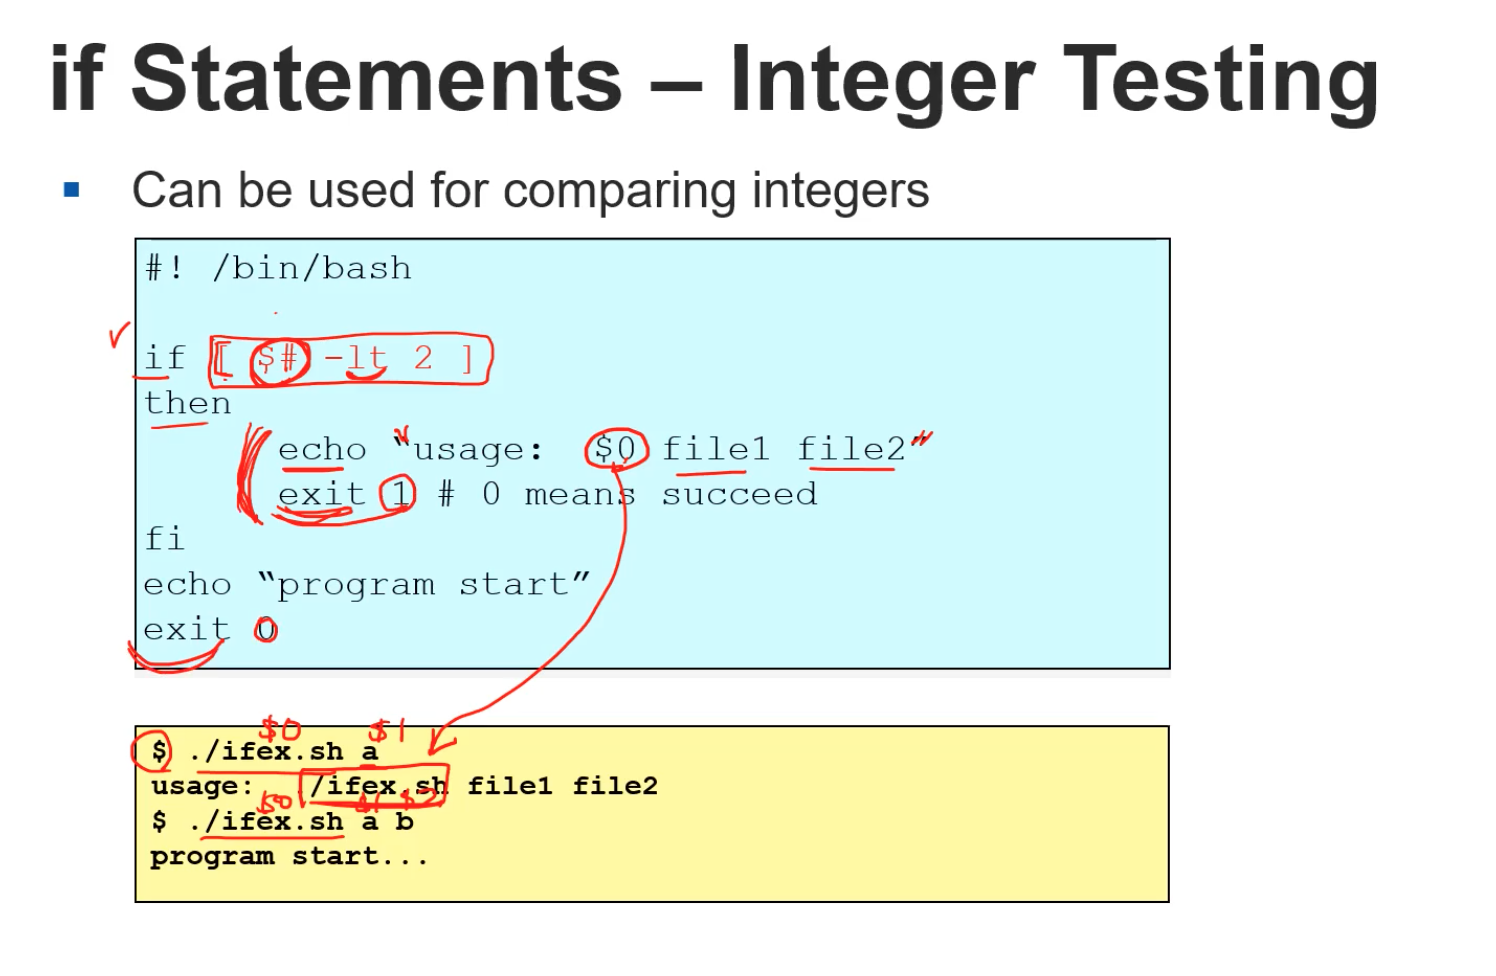 if Statements – Integer Testing
▪ Can be used for comparing integers
#! /bin/bash
if [ $# -lt 2 ]
then
echo “usage: $0 file1 file2”
exit 1 # 0 means succeed
fi
echo “program start”
exit 0
$0 $1
$ ./ifex.sh a
usage: ./ifex.sh file1 file2
$0 $1 $2
$ ./ifex.sh a b
program start...